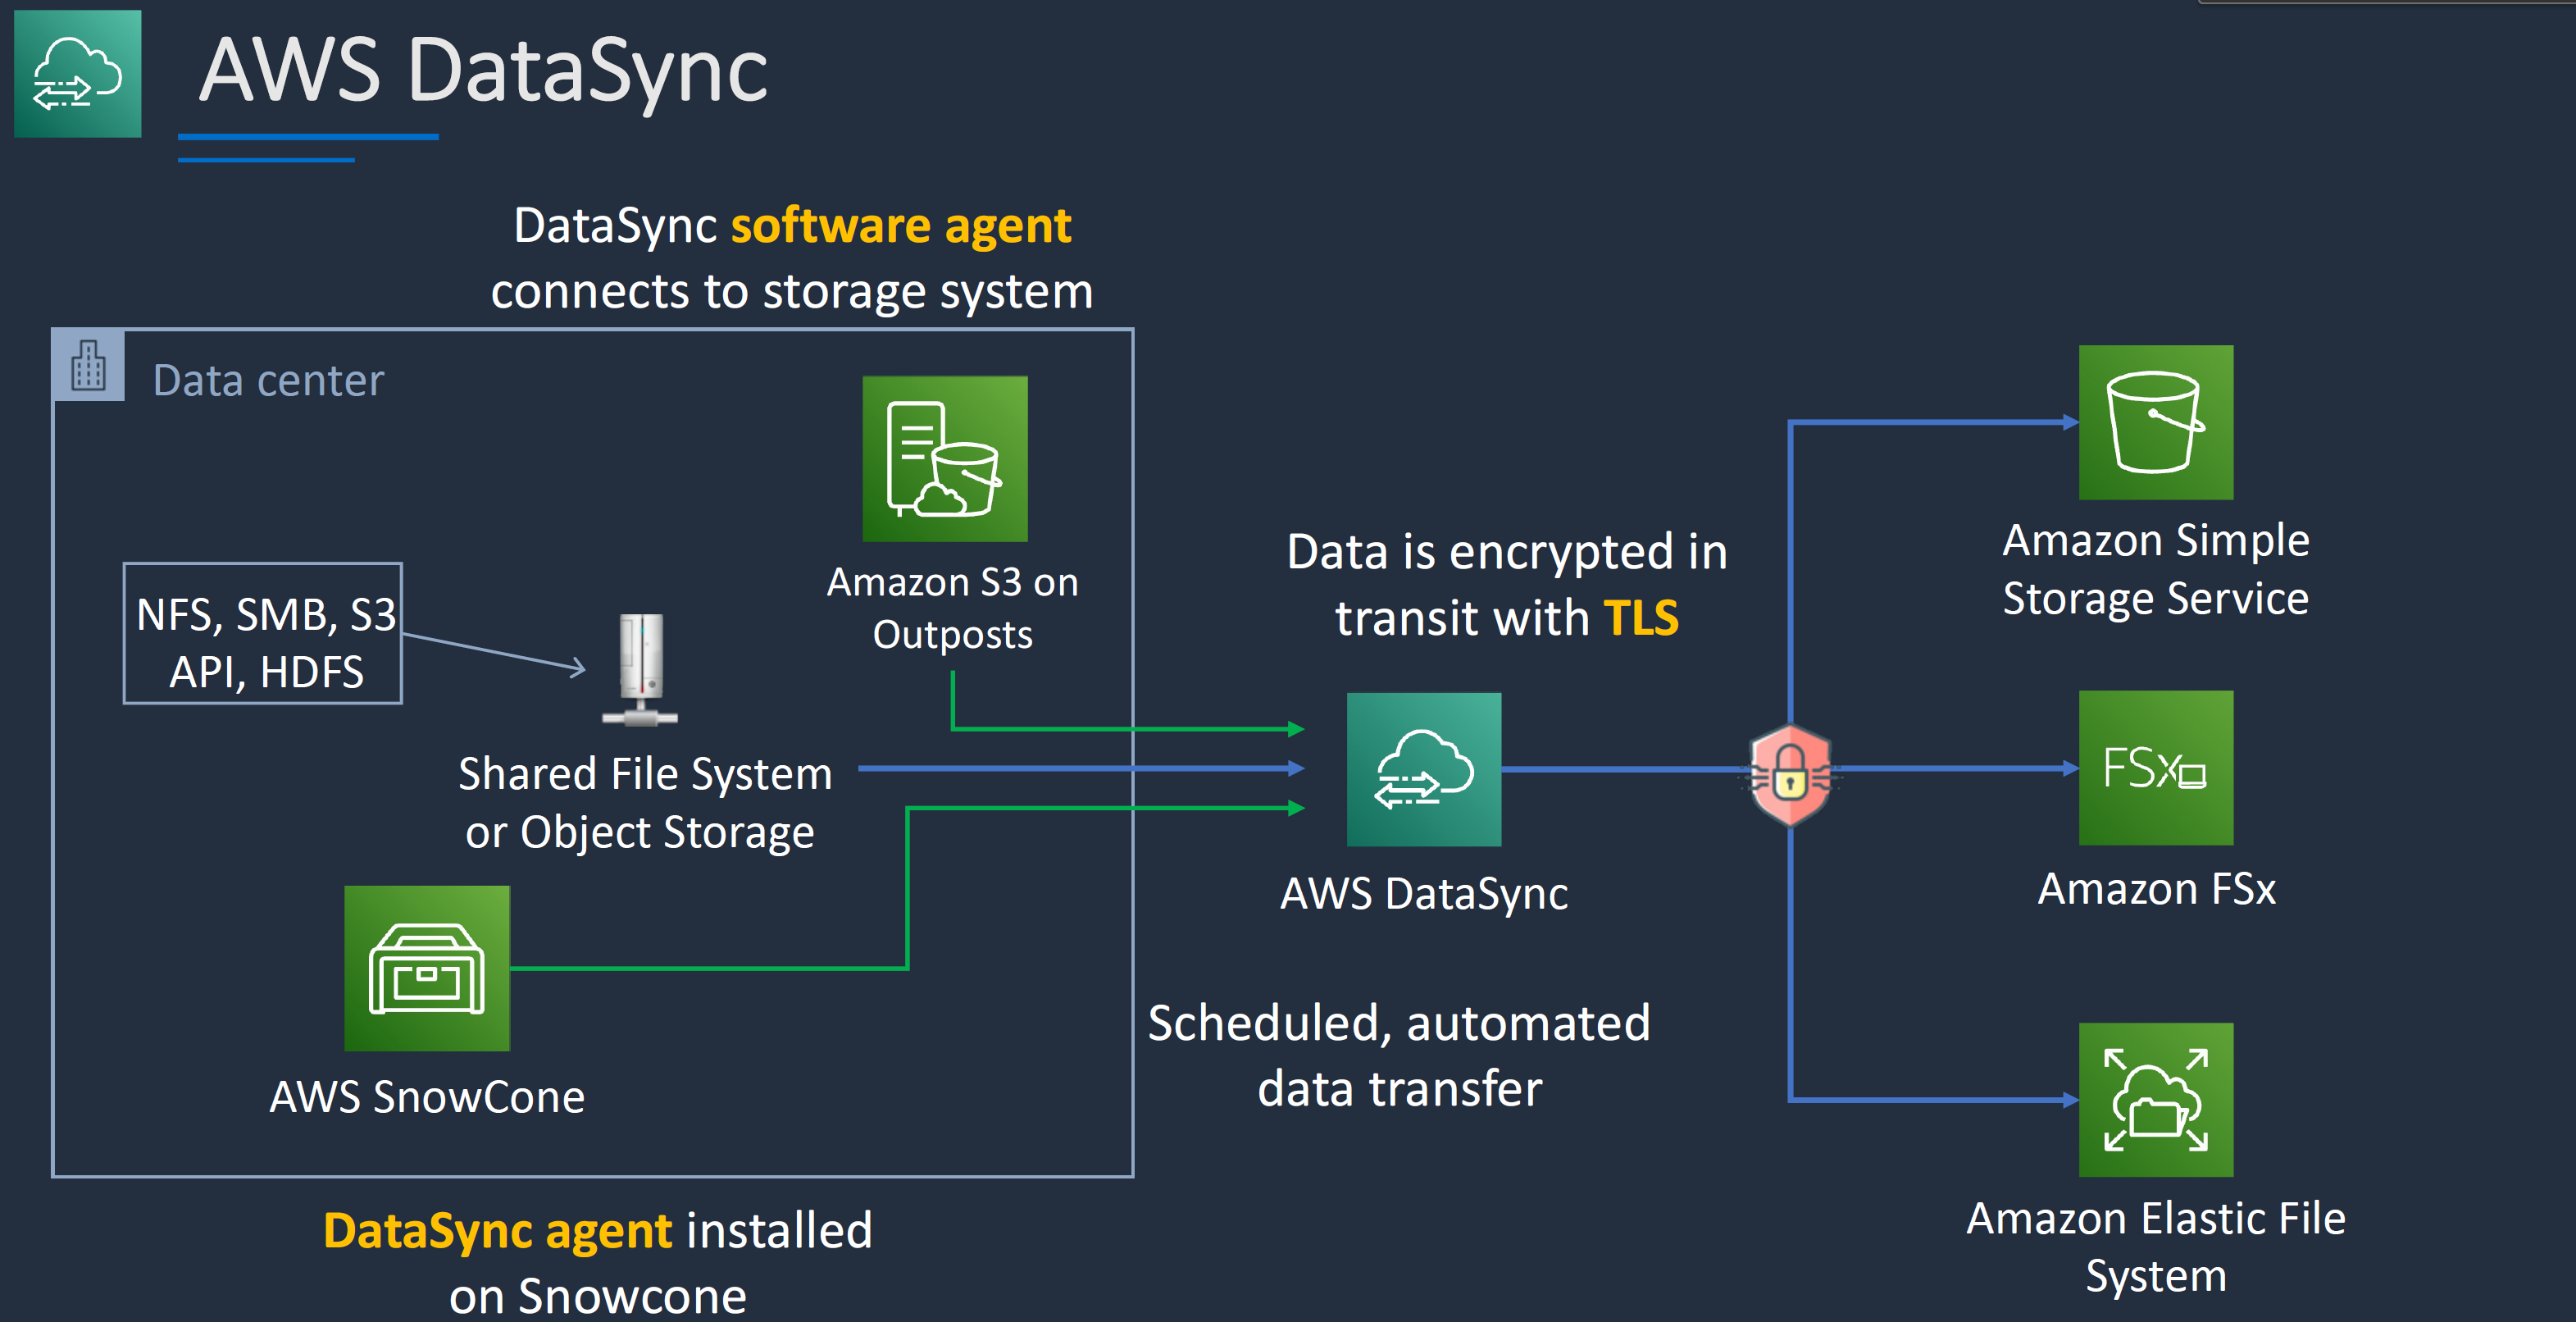 AWS DataSync
DataSync software agent
connects to storage system
Data center
NFS, SMB, S3
API, HDFS
Amazon S3 on
Outposts
Shared File System
or Object Storage
AWS SnowCone
DataSync agent installed
on Snowcone
Data is encrypted in
transit with TLS
AWS DataSync
Scheduled, automated
data transfer
Amazon Simple
Storage Service
FSx
Amazon FSx
Amazon Elastic File
System